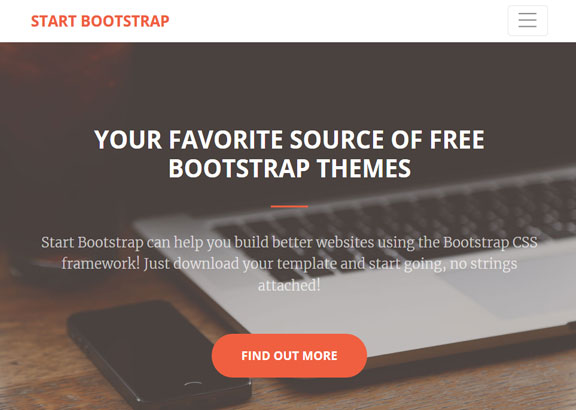 START BOOTSTRAP
YOUR FAVORITE SOURCE OF FREE
BOOTSTRAP THEMES
Start Bootstrap can help you build better websites using the Bootstrap CSS
framework! Just download your template and start going, no strings
attached!
FIND OUT MORE